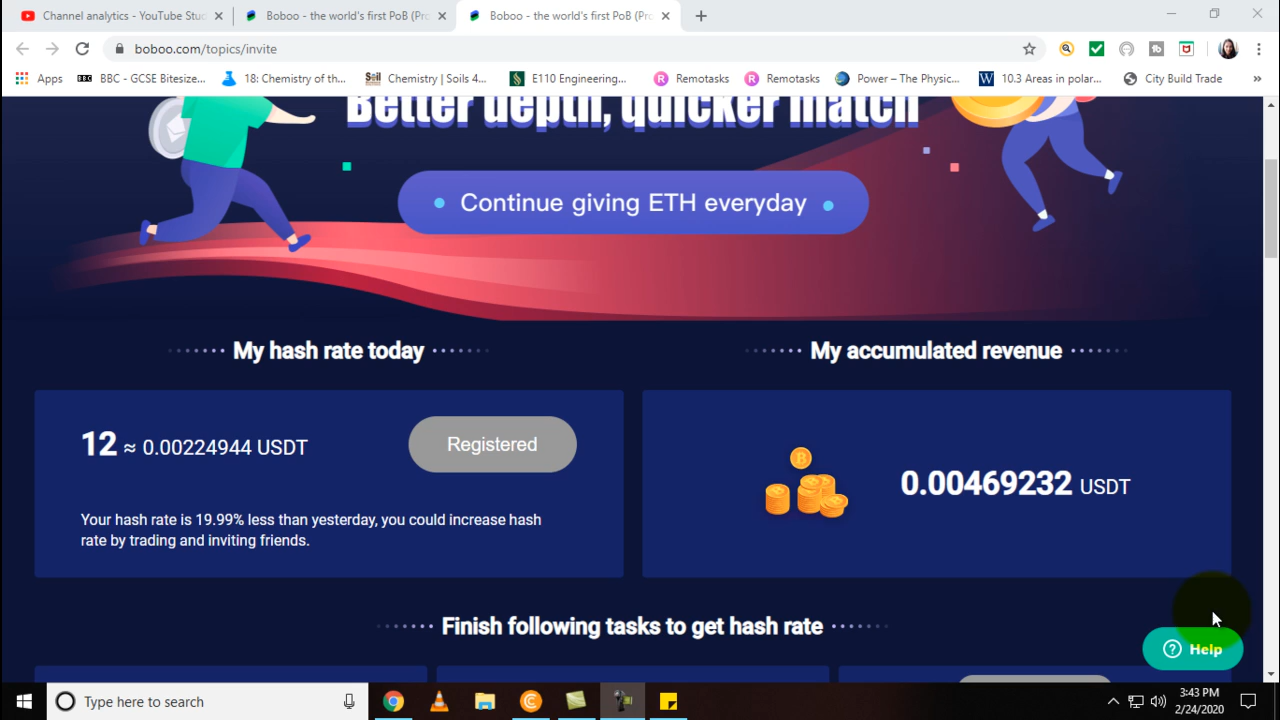 Channel analytics - YouTube Stu
Boboo - the world's first PoB (Pro
Boboo - the world's first PoB (Pro
boboo.com/topics/invite
Apps
BBC - GCSE Bitesize...
18: Chemistry of th...
Chemistry | Soils 4...
E110 Engineering...
Remotasks
Remotasks
Power – The Physic...
10.3 Areas in polar...
City Build Trade
»
Better depth, quicker match
Continue giving ETH everyday
My hash rate today
My accumulated revenue
12 ≈ 0.00224944 USDT
Registered
0.00469232 USDT
Your hash rate is 19.99% less than yesterday, you could increase hash
rate by trading and inviting friends.
Finish following tasks to get hash rate
Help
Type here to search
3:43 PM
2/24/2020